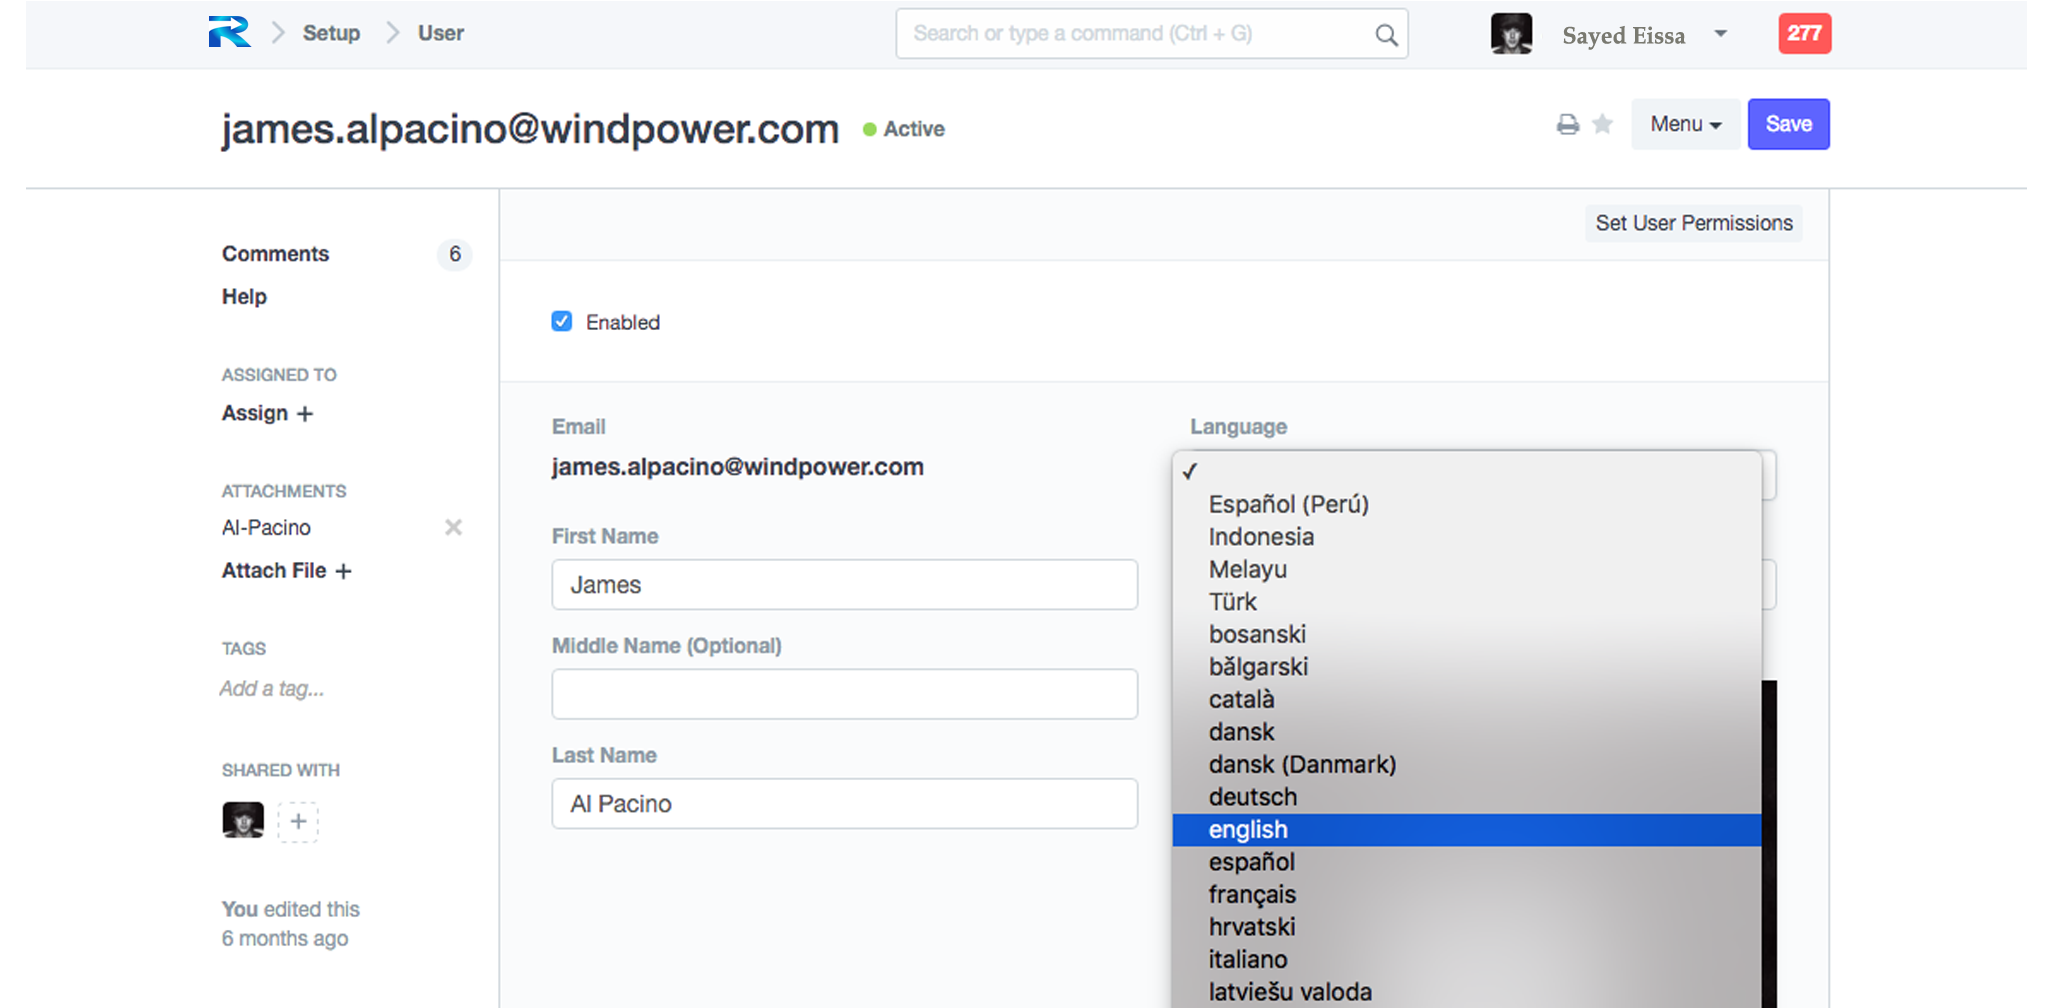 Setup User
Search or type a command (Ctrl + G)
Sayed Eissa
277
james.alpacino@windpower.com
Active
Menu
Save
Set User Permissions
Comments 6
Help
ASSIGNED TO
Assign +
ATTACHMENTS
Al-Pacino
Attach File +
TAGS
Add a tag...
SHARED WITH
You edited this
6 months ago
Enabled
Email
james.alpacino@windpower.com
First Name
James
Middle Name (Optional)
Last Name
Al Pacino
Language
Español (Perú)
Indonesia
Melayu
Türk
bosanski
bǎlgarski
català
dansk
dansk (Danmark)
deutsch
english
español
français
hrvatski
italiano
latviešu valoda